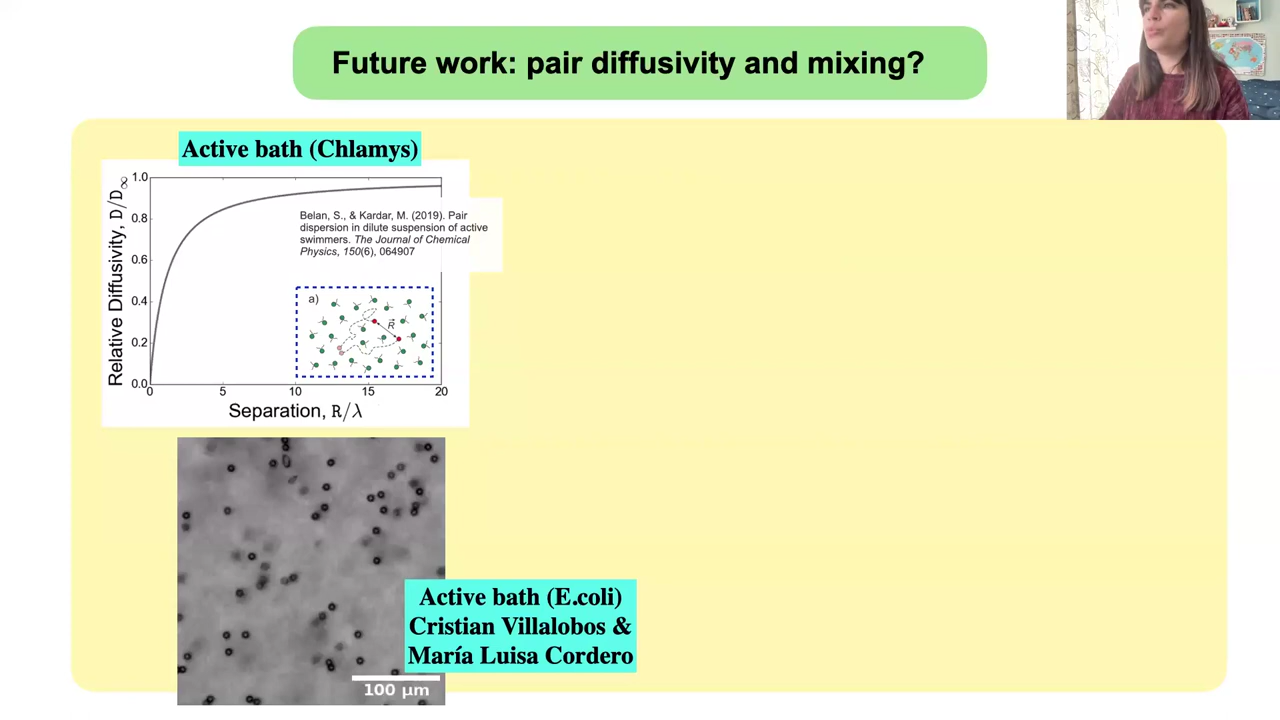 Future work: pair diffusivity and mixing?
Active bath (Chlamys)
Relative Diffusivity, D/D∞
1.0
0.8
0.6
0.4
0.2
0.0
Belan, S., & Kardar, M. (2019). Pair
dispersion in dilute suspension of active
swimmers. The Journal of Chemical
Physics, 150(6), 064907
a)
R
0 5 10 15 20
Separation, R/λ
Active bath (E.coli)
Cristian Villalobos &
María Luisa Cordero
100 μm